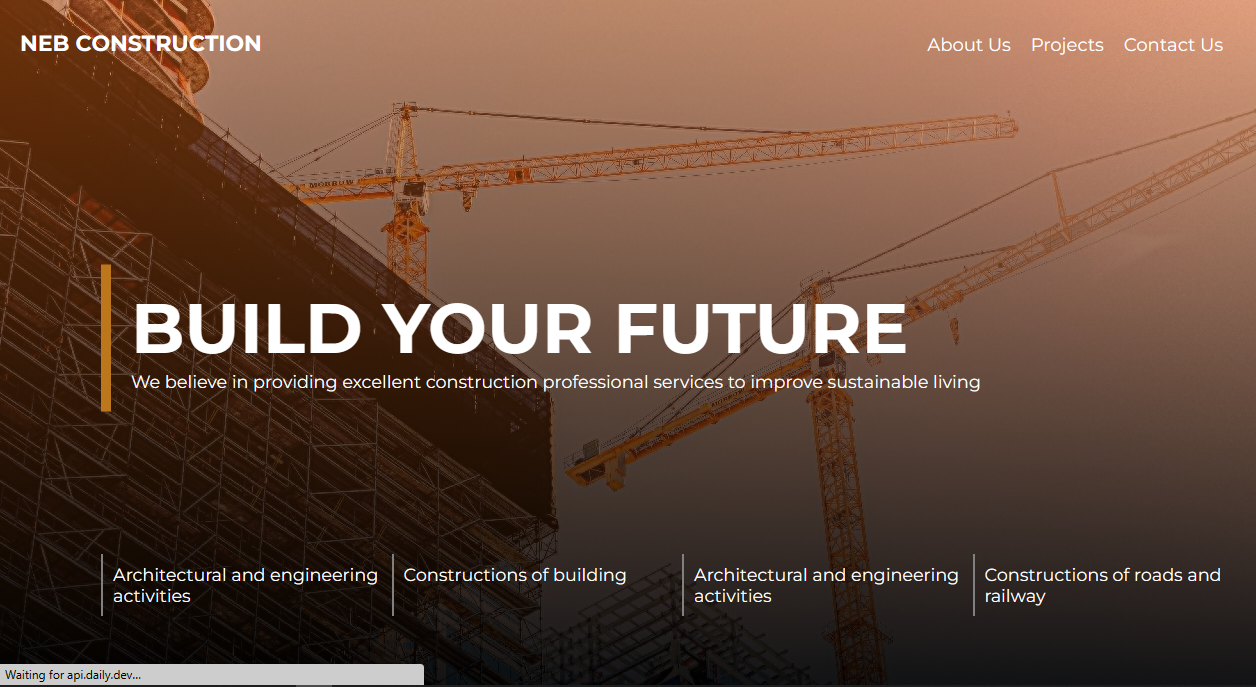 NEB CONSTRUCTION
About Us Projects Contact Us
BUILD YOUR FUTURE
We believe in providing excellent construction professional services to improve sustainable living
Architectural and engineering
activities
Constructions of building
Architectural and engineering
activities
Constructions of roads and
railway
Waiting for api.daily.dev...